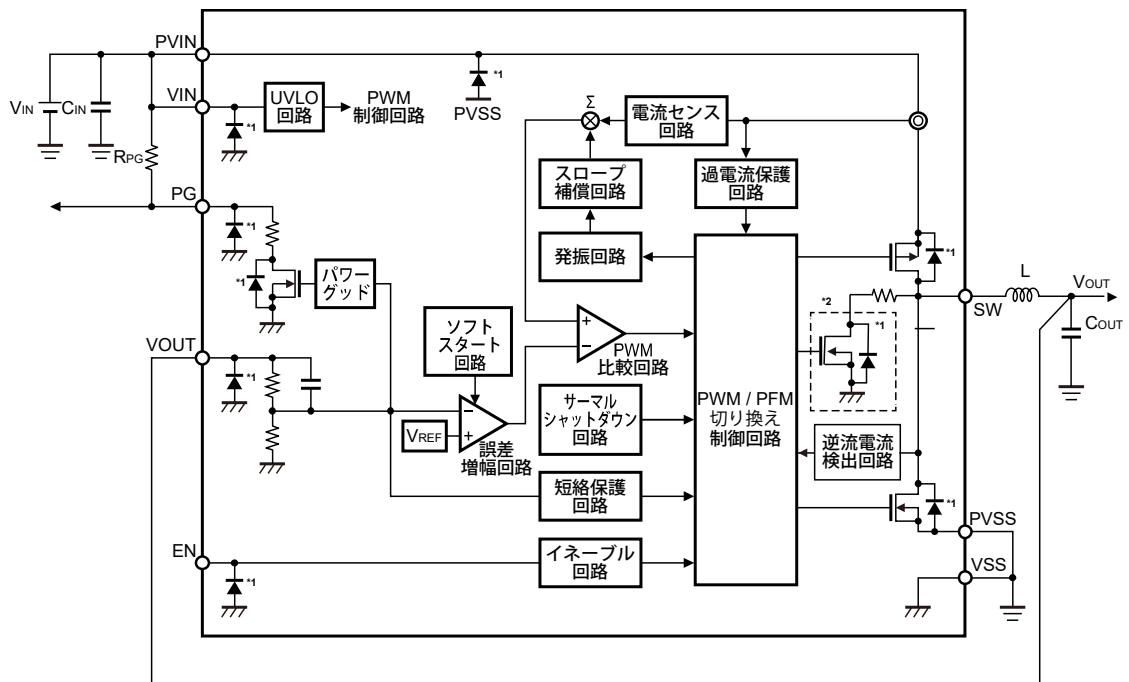 PVIN
VIN
VIN
CIN
RPG
PG
VOUT
EN
UVLO
回路
PWM
制御回路
*1
PVSS
*1
Σ
電流センス
回路
スロープ
補償回路
過電流保護
回路
発振回路
*1
*1
パワー
グッド
*1
ソフト
スタート
回路
+
−
PWM
比較回路
*1
VREF
−
+
誤差
増幅回路
サーマル
シャットダウン
回路
短絡保護
回路
イネーブル
回路
*1
PWM / PFM
切り換え
制御回路
*2
*1
逆流電流
検出回路
*1
SW
L
VOUT
COUT
PVSS
VSS